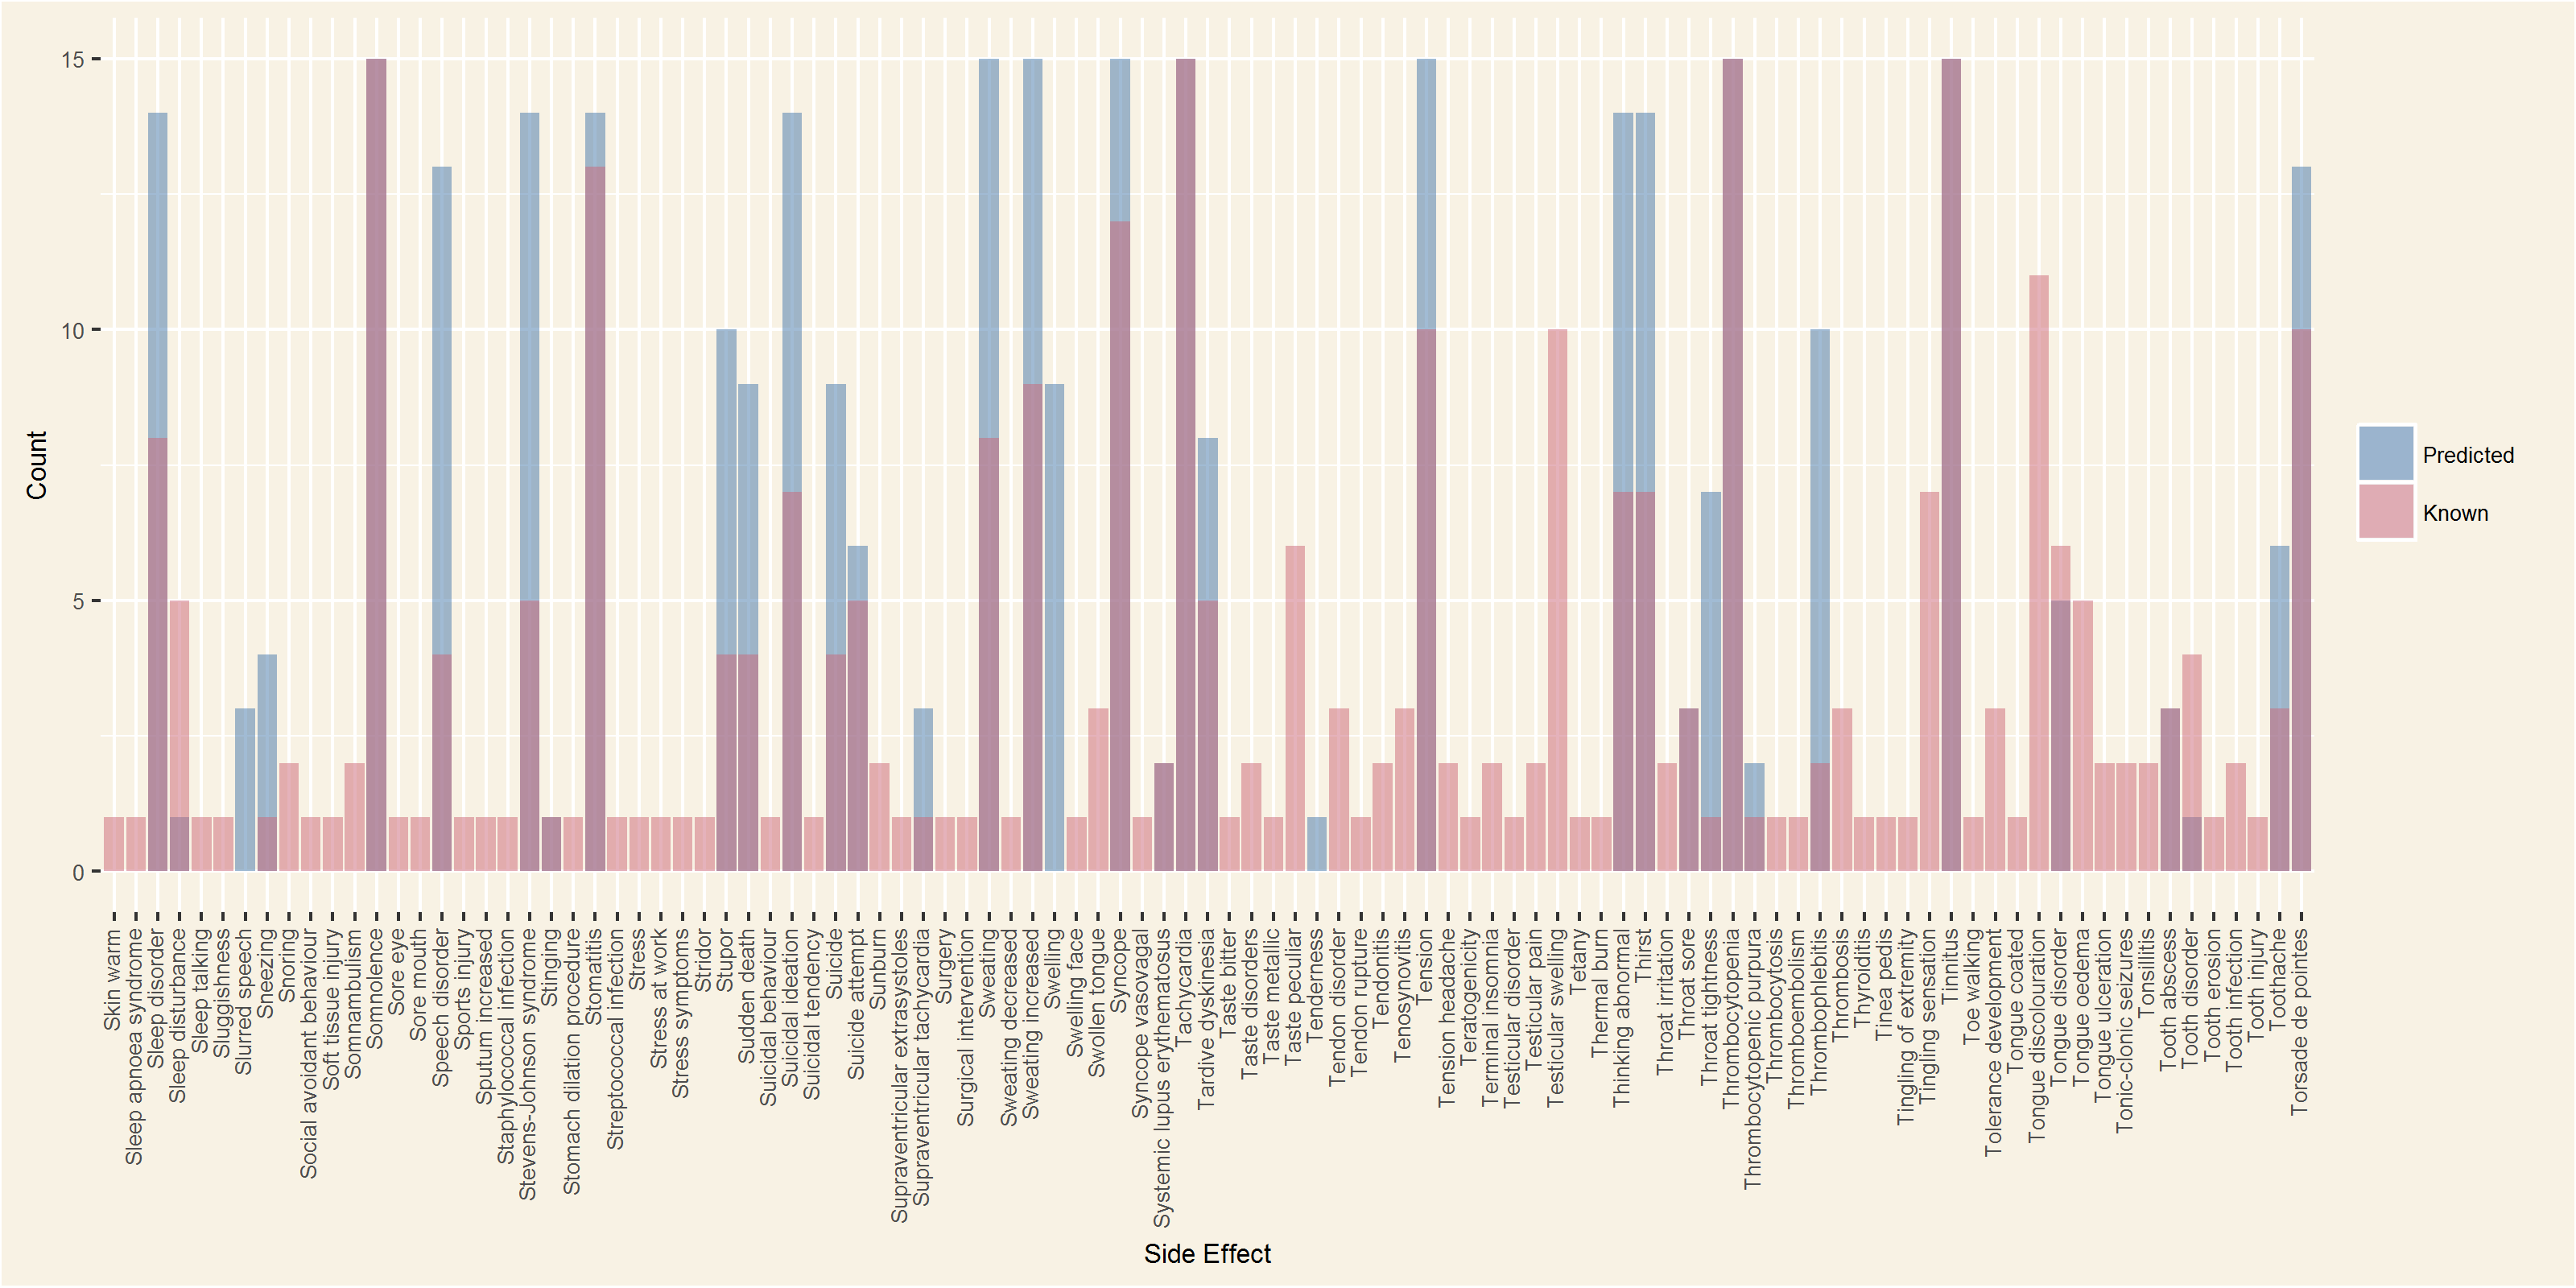 15
10
5
0
Count
Skin warm
Sleep apnoea syndrome
Sleep disorder
Sleep disturbance
Sleep talking
Sluggishness
Slurred speech
Sneezing
Snoring
Social avoidant behaviour
Soft tissue injury
Somnambulism
Somnolence
Sore eye
Sore mouth
Speech disorder
Sports injury
Sputum increased
Staphylococcal infection
Stevens-Johnson syndrome
Stinging
Stomach dilation procedure
Stomatitis
Streptococcal infection
Stress
Stress at work
Stress symptoms
Stridor
Stupor
Sudden death
Suicidal behaviour
Suicidal ideation
Suicidal tendency
Suicide
Suicide attempt
Sunburn
Supraventricular extrasystoles
Supraventricular tachycardia
Surgery
Surgical intervention
Sweating
Sweating decreased
Sweating increased
Swelling
Swelling face
Swollen tongue
Syncope
Syncope vasovagal
Systemic lupus erythematosus
Tachycardia
Tardive dyskinesia
Taste bitter
Taste disorders
Taste metallic
Taste peculiar
Tenderness
Tendon disorder
Tendon rupture
Tendonitis
Tenosynovitis
Tension
Tension headache
Teratogenicity
Terminal insomnia
Testicular disorder
Testicular pain
Testicular swelling
Tetany
Thermal burn
Thinking abnormal
Thirst
Throat irritation
Throat sore
Throat tightness
Thrombocytopenia
Thrombocytopenic purpura
Thrombocytosis
Thromboembolism
Thrombophlebitis
Thrombosis
Thyroiditis
Tinea pedis
Tingling of extremity
Tingling sensation
Tinnitus
Toe walking
Tolerance development
Tongue coated
Tongue discolouration
Tongue disorder
Tongue oedema
Tongue ulceration
Tonic-clonic seizures
Tonsillitis
Tooth abscess
Tooth disorder
Tooth erosion
Tooth infection
Tooth injury
Toothache
Torsade de pointes
Side Effect
Predicted
Known